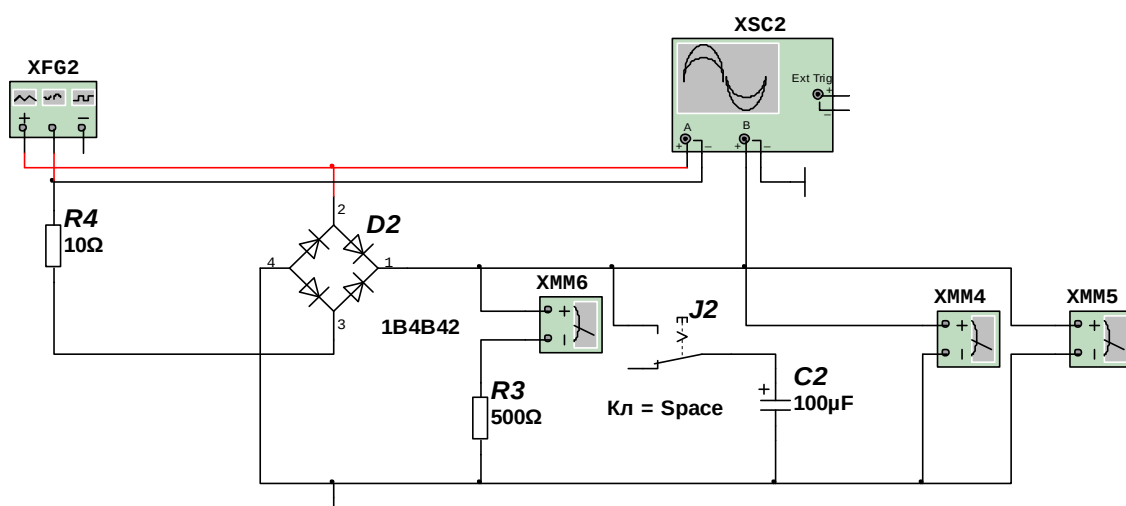 XSC2
XFG2
Ext Trig
+
−
A
B
+ −
+ −
+ −
R4
10Ω
2
D2
4
1
3
1B4B42
XMM6
+
−
J2
XMM4
+
−
XMM5
+
−
R3
500Ω
Кл = Space
C2
+
100µF